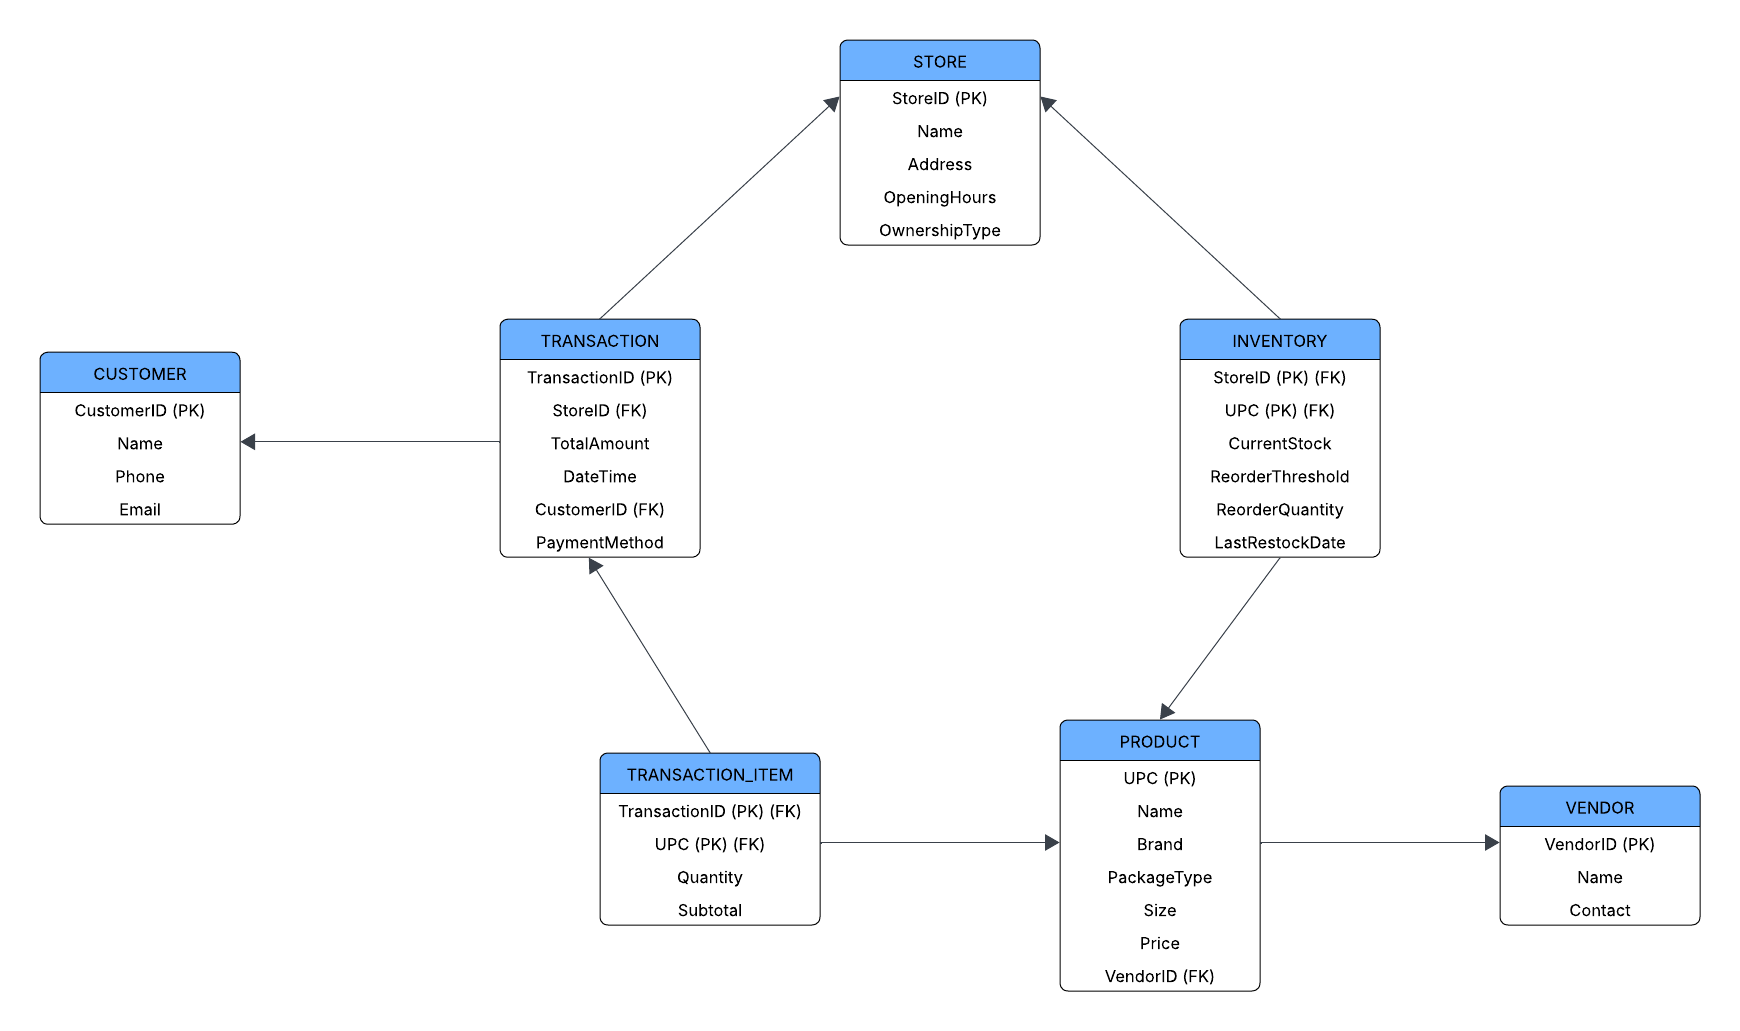 STORE
StoreID (PK)
Name
Address
OpeningHours
OwnershipType
CUSTOMER
CustomerID (PK)
Name
Phone
Email
TRANSACTION
TransactionID (PK)
StoreID (FK)
TotalAmount
DateTime
CustomerID (FK)
PaymentMethod
INVENTORY
StoreID (PK) (FK)
UPC (PK) (FK)
CurrentStock
ReorderThreshold
ReorderQuantity
LastRestockDate
TRANSACTION_ITEM
TransactionID (PK) (FK)
UPC (PK) (FK)
Quantity
Subtotal
PRODUCT
UPC (PK)
Name
Brand
PackageType
Size
Price
VendorID (FK)
VENDOR
VendorID (PK)
Name
Contact